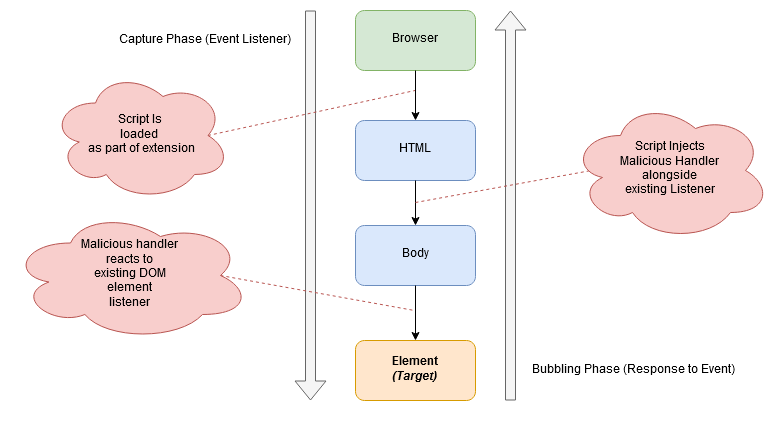 Capture Phase (Event Listener)
Browser
Script Is
loaded
as part of extension
HTML
Script Injects
Malicious Handler
alongside
existing Listener
Malicious handler
reacts to
existing DOM
element
listener
Body
Element
(Target)
Bubbling Phase (Response to Event)